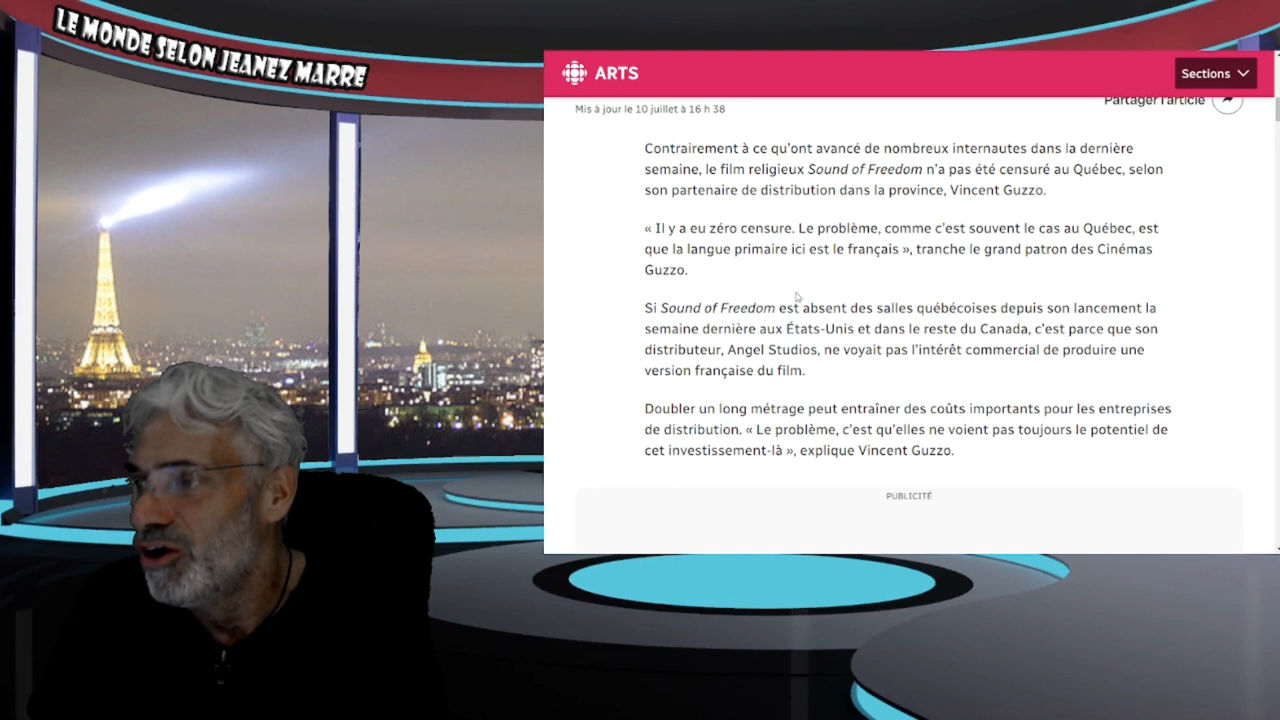 LE MONDE SELON JEANEZ MARRE
ARTS
Sections
Mis à jour le 10 juillet à 16 h 38
Partager l'article
Contrairement à ce qu'ont avancé de nombreux internautes dans la dernière
semaine, le film religieux Sound of Freedom n'a pas été censuré au Québec, selon
son partenaire de distribution dans la province, Vincent Guzzo.
« Il y a eu zéro censure. Le problème, comme c'est souvent le cas au Québec, est
que la langue primaire ici est le français », tranche le grand patron des Cinémas
Guzzo.
Si Sound of Freedom est absent des salles québécoises depuis son lancement la
semaine dernière aux États-Unis et dans le reste du Canada, c'est parce que son
distributeur, Angel Studios, ne voyait pas l'intérêt commercial de produire une
version française du film.
Doubler un long métrage peut entraîner des coûts importants pour les entreprises
de distribution. « Le problème, c'est qu'elles ne voient pas toujours le potentiel de
cet investissement-là », explique Vincent Guzzo.
PUBLICITÉ